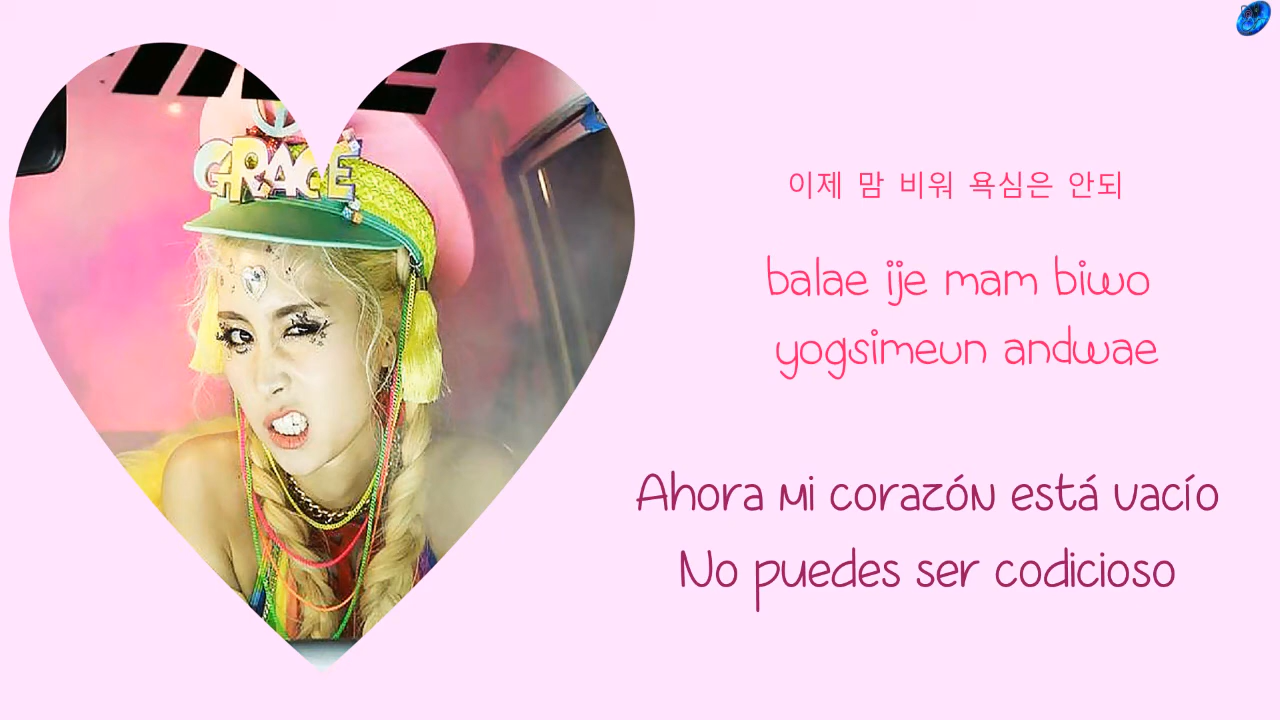 GRACE
이제 맘 비워 욕심은 안되
balae ije mam biwo
yogsimeun andwae
Ahora mi corazón está vacío
No puedes ser codicioso